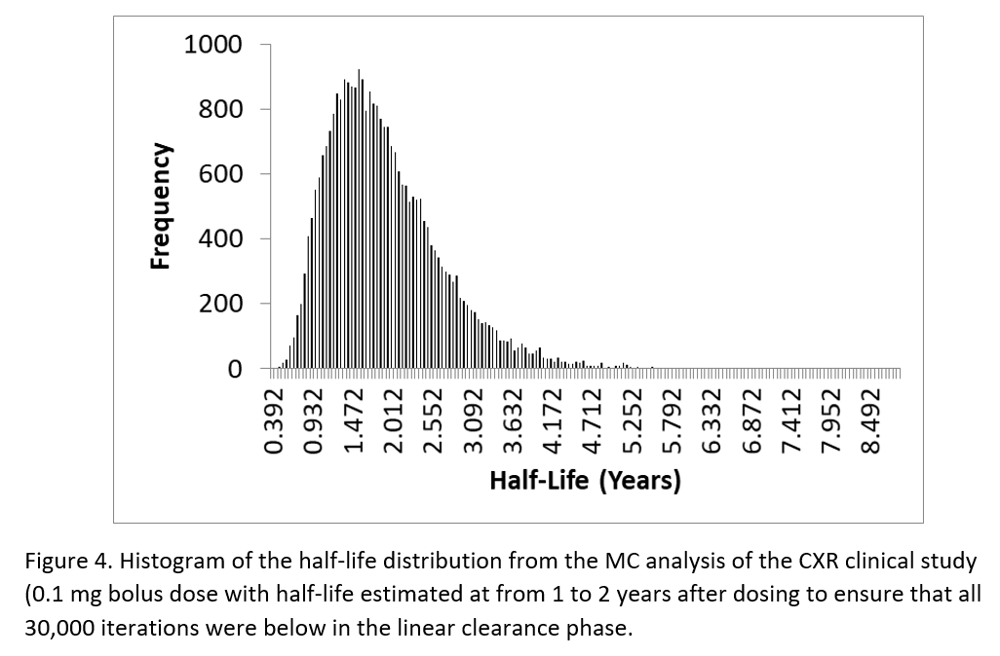 1000
800
600
400
200
0
Frequency
0.392 0.932 1.472 2.012 2.552 3.092 3.632 4.172 4.712 5.252 5.792 6.332 6.872 7.412 7.952 8.492
Half-Life (Years)
Figure 4. Histogram of the half-life distribution from the MC analysis of the CXR clinical study
(0.1 mg bolus dose with half-life estimated at from 1 to 2 years after dosing to ensure that all
30,000 iterations were below in the linear clearance phase.